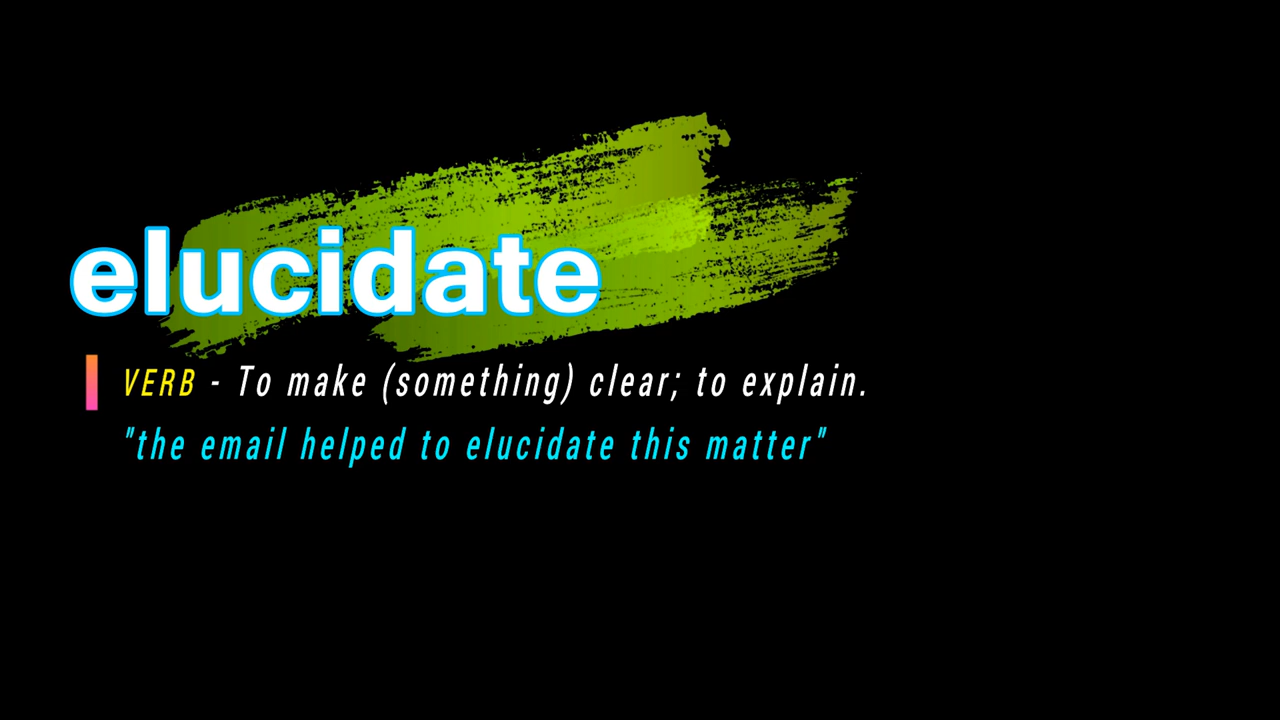 elucidate
VERB - To make (something) clear; to explain.
"the email helped to elucidate this matter"